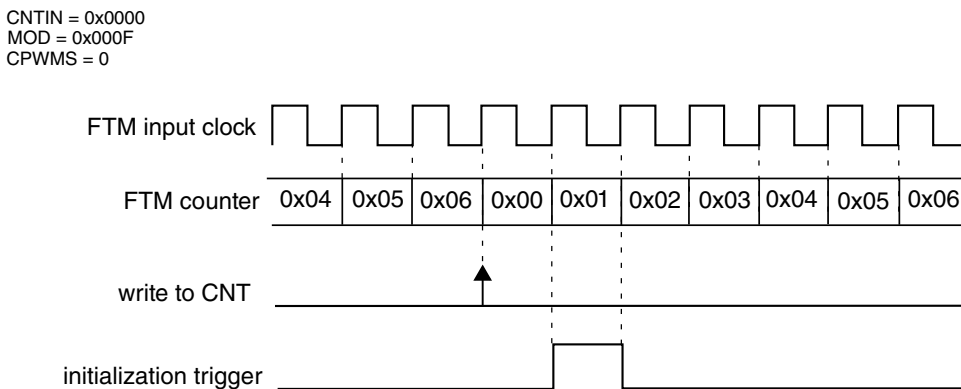 CNTIN = 0x0000
MOD = 0x000F
CPWMS = 0
FTM input clock
FTM counter 0x04 0x05 0x06 0x00 0x01 0x02 0x03 0x04 0x05 0x06
write to CNT
initialization trigger